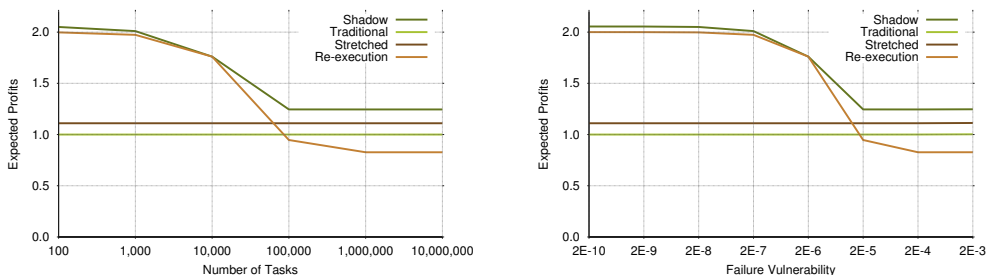 Expected Profits
2.0
1.5
1.0
0.5
0.0
Shadow
Traditional
Stretched
Re-execution
100 1,000 10,000 100,000 1,000,000 10,000,000
Number of Tasks
Expected Profits
2.0
1.5
1.0
0.5
0.0
Shadow
Traditional
Stretched
Re-execution
2E-10 2E-9 2E-8 2E-7 2E-6 2E-5 2E-4 2E-3
Failure Vulnerability